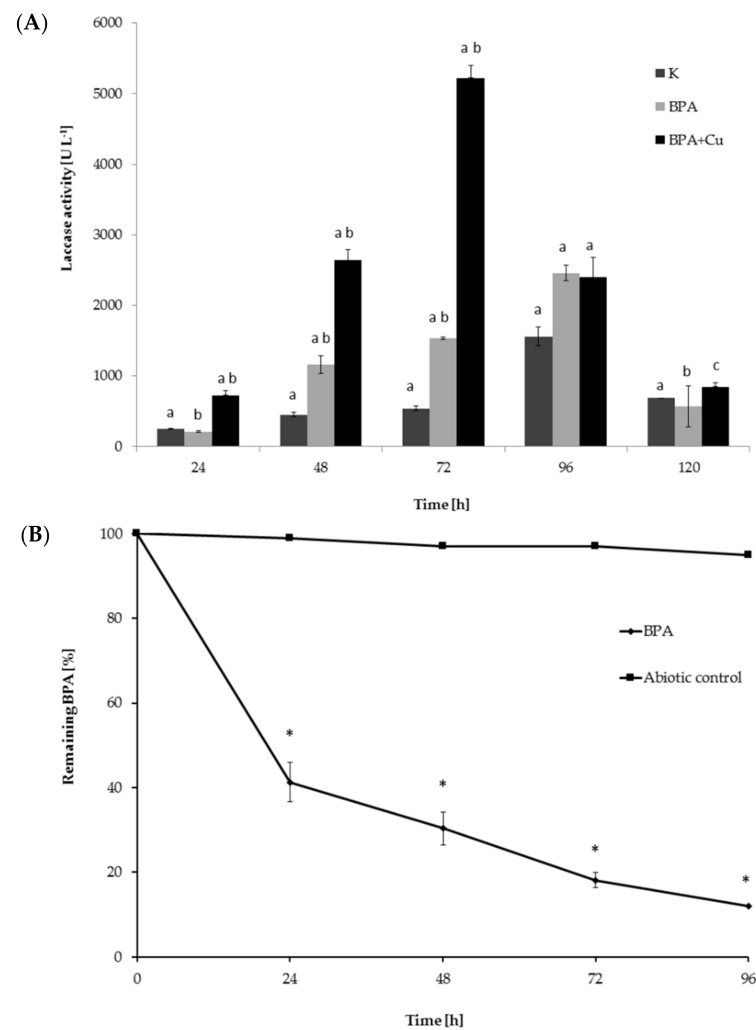 (A)
6000
5000
4000
3000
2000
1000
0
Laccase activity [U L-1]
K
BPA
BPA+Cu
a b a b
a a b a b
a a b a b
a a a
a b c
24 48 72 96 120
Time [h]
(B)
100
80
60
40
20
0
Remaining BPA [%]
BPA
Abiotic control
* * * *
0 24 48 72 96
Time [h]